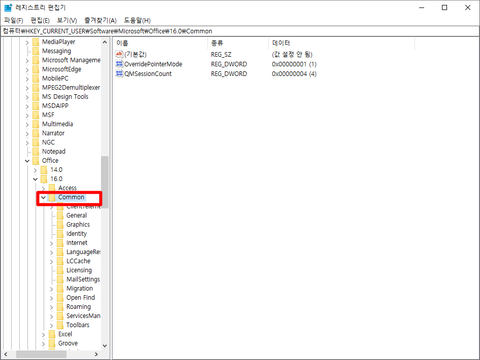 레지스트리 편집기
파일(F) 편집(E) 보기(V) 즐겨찾기(A) 도움말(H)
컴퓨터₩HKEY_CURRENT_USER₩Software₩Microsoft₩Office₩16.0₩Common
이름 종류 데이터
(기본값) REG_SZ (값 설정 안 됨)
OverridePointerMode REG_DWORD 0x00000001 (1)
QMSessionCount REG_DWORD 0x00000004 (4)
MediaPlayer
Messaging
Microsoft Manageme
MicrosoftEdge
MobilePC
MPEG2Demultiplexer
MS Design Tools
MSDAIPP
MSF
Multimedia
Narrator
NGC
Notepad
Office
14.0
16.0
Access
Common
General
Graphics
Identity
Internet
LanguageRes
LCCache
Licensing
MailSettings
Migration
Open Find
Roaming
ServicesMan
Toolbars
Excel
Groove